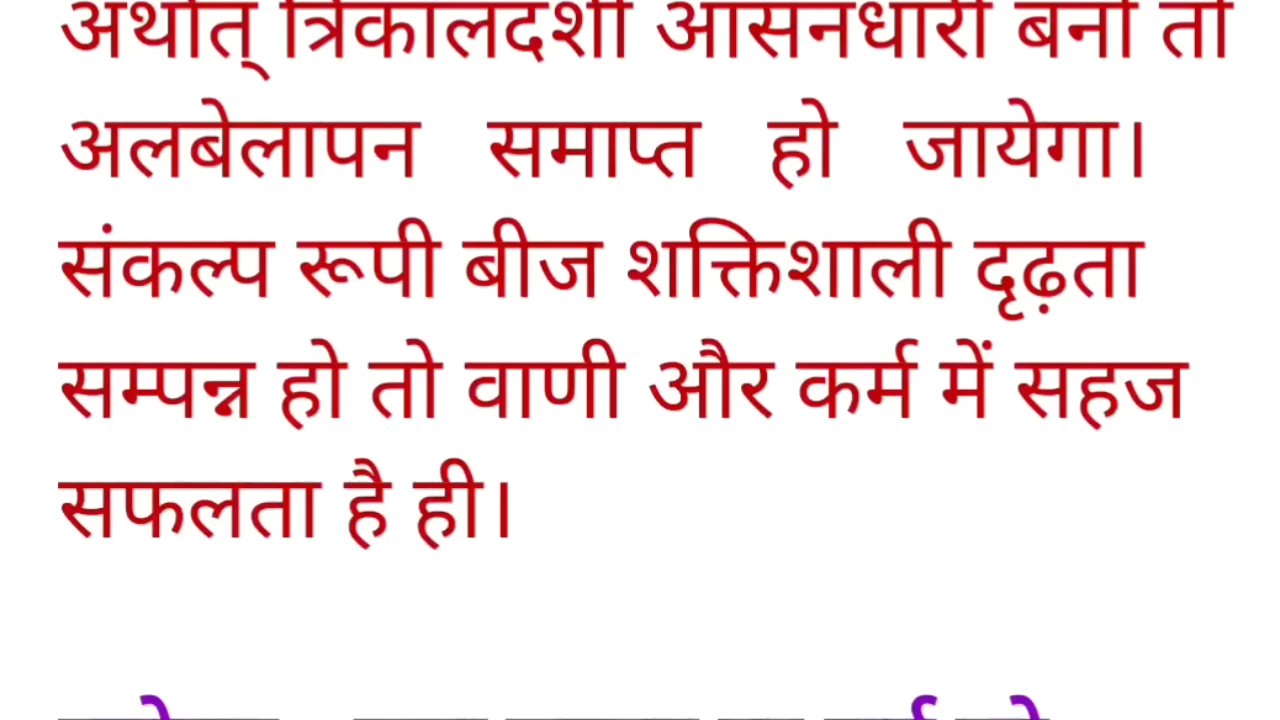 अर्थात् त्रिकालदर्शी आसनधारी बनो तो
अलबेलापन समाप्त हो जायेगा।
संकल्प रूपी बीज शक्तिशाली दृढ़ता
सम्पन्न हो तो वाणी और कर्म में सहज
सफलता है ही।